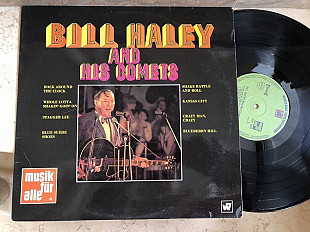 BILL HALEY
AND
HIS COMETS
ROCK AROUND
THE CLOCK
WHOLE LOTTA
SHAKIN' GOIN' ON
STAGGER LEE
BLUE SUEDE
SHOES
SHAKE RATTLE
AND ROLL
KANSAS CITY
CRAZY MAN,
CRAZY
BLUEBERRY HILL
musik
für
alle